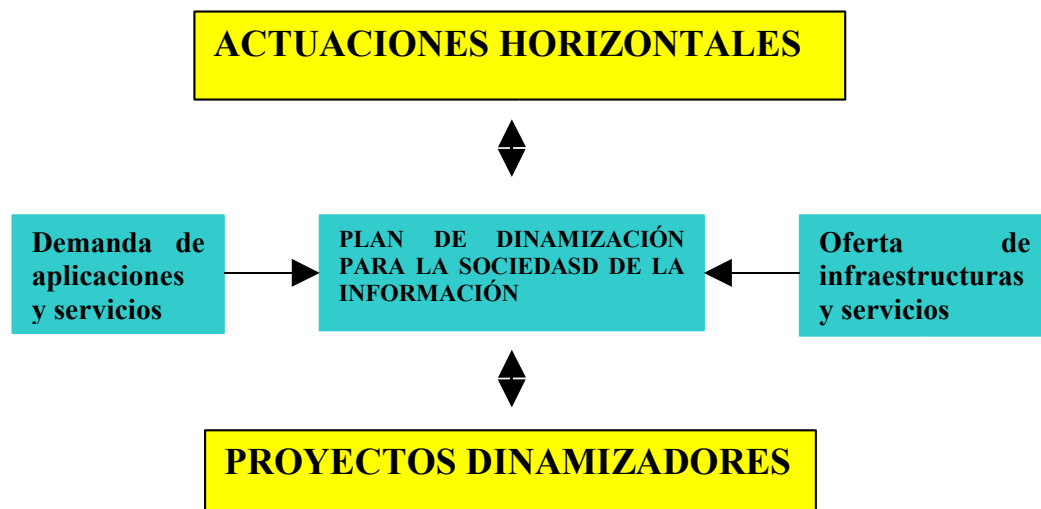 ACTUACIONES HORIZONTALES
Demanda de
aplicaciones
y servicios
PLAN DE DINAMIZACIÓN
PARA LA SOCIEDASD DE LA
INFORMACIÓN
Oferta de
infraestructuras
y servicios
PROYECTOS DINAMIZADORES